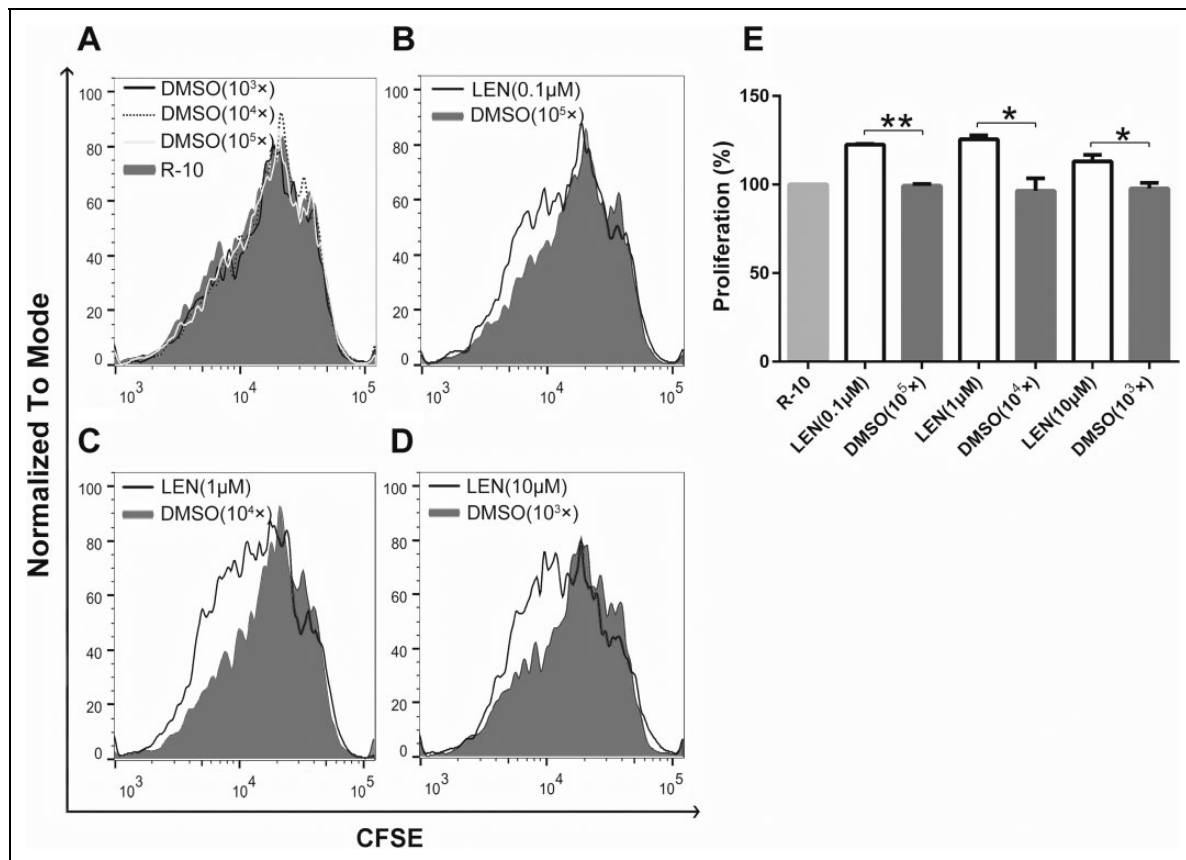 A
DMSO(10³×)
DMSO(10⁴×)
DMSO(10⁵×)
R-10
100
80
60
40
20
0
10³
10⁴
10⁵
B
LEN(0.1µM)
DMSO(10⁵×)
100
80
60
40
20
0
10³
10⁴
10⁵
C
LEN(1µM)
DMSO(10⁴×)
100
80
60
40
20
0
10³
10⁴
10⁵
D
LEN(10µM)
DMSO(10³×)
100
80
60
40
20
0
10³
10⁴
10⁵
Normalized To Mode
CFSE
E
Proliferation (%)
150
100
50
0
**
*
*
R-10
LEN(0.1µM)
DMSO(10⁵×)
LEN(1µM)
DMSO(10⁴×)
LEN(10µM)
DMSO(10³×)